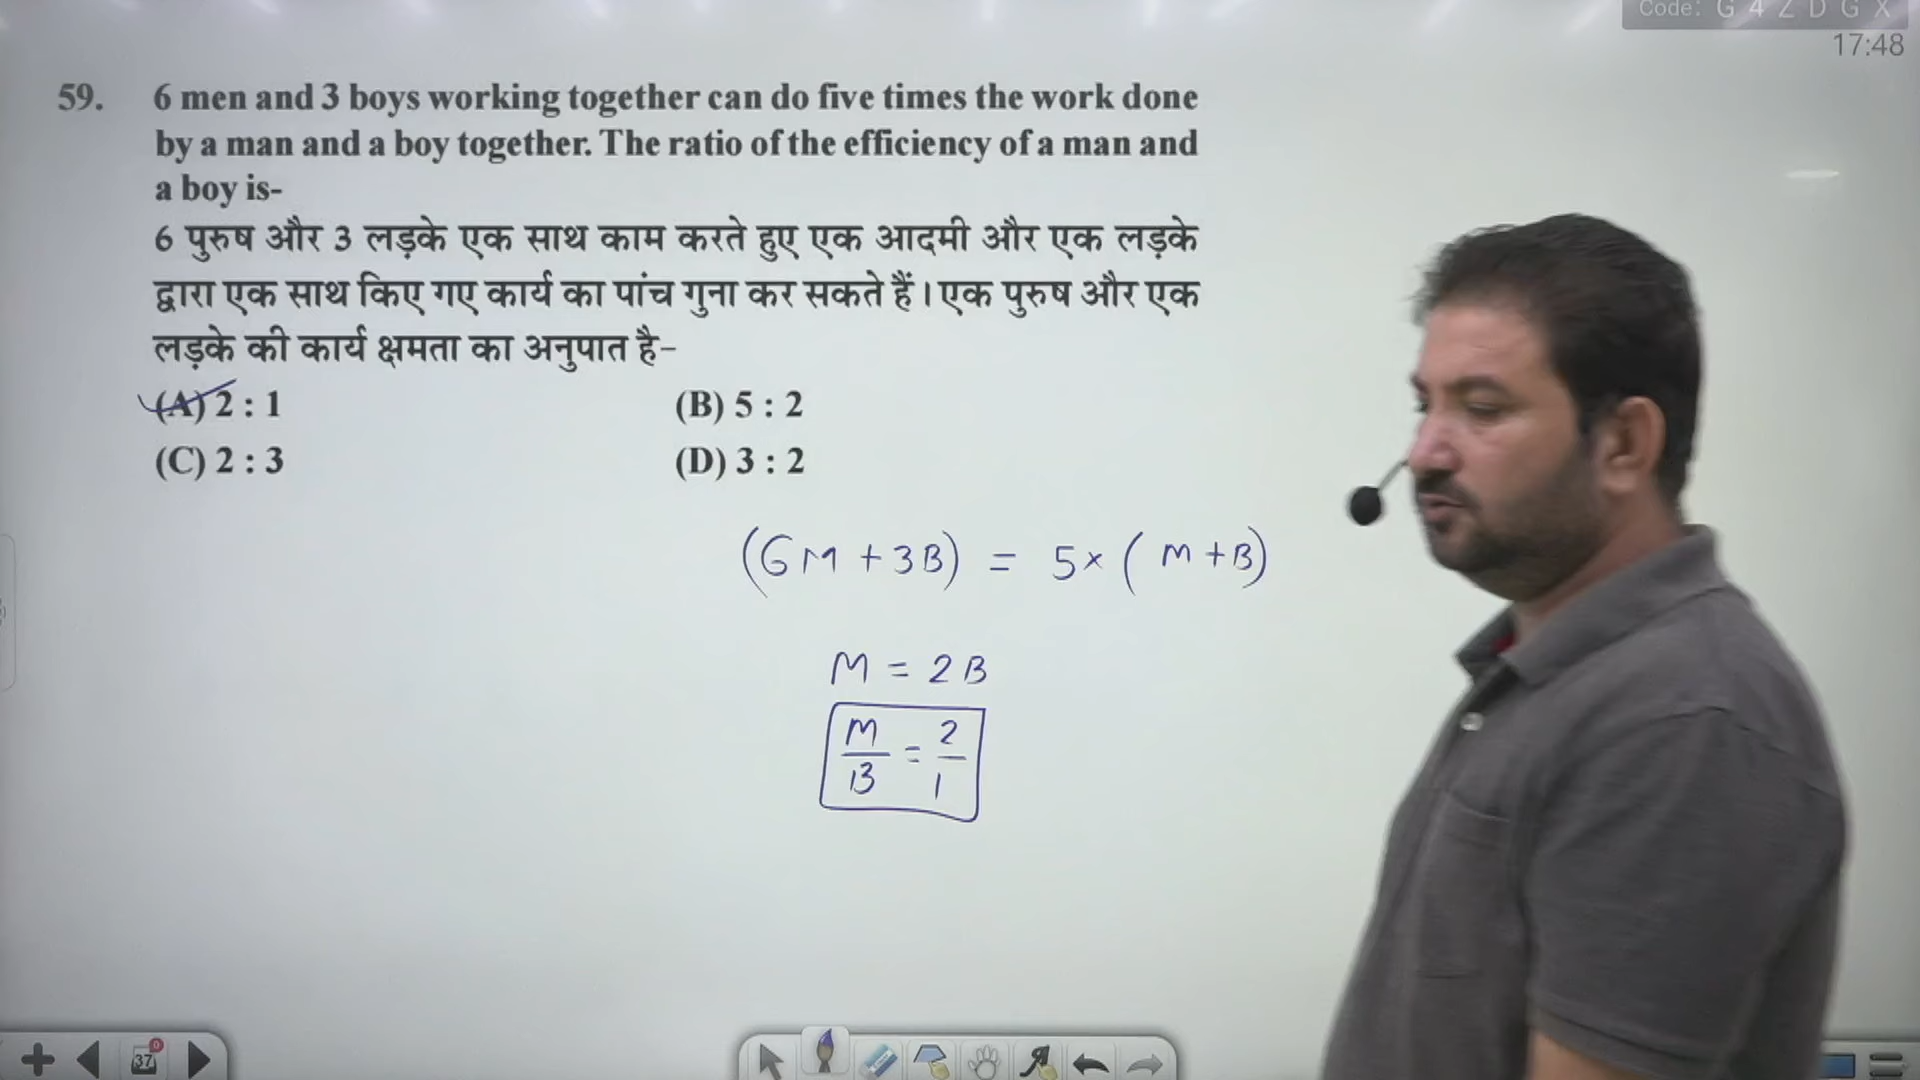 Code: G 4 Z D G X
17:48
59. 6 men and 3 boys working together can do five times the work done
by a man and a boy together. The ratio of the efficiency of a man and
a boy is-
6 पुरुष और 3 लड़के एक साथ काम करते हुए एक आदमी और एक लड़के
द्वारा एक साथ किए गए कार्य का पांच गुना कर सकते हैं। एक पुरुष और एक
लड़के की कार्य क्षमता का अनुपात है-
(A) 2 : 1 (B) 5 : 2
(C) 2 : 3 (D) 3 : 2
(6M + 3B) = 5× ( M + B)
M = 2B
M/B = 2/1
37 0